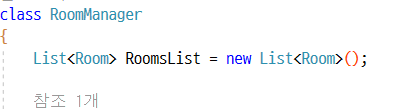 class RoomManager
{
List<Room> RoomsList = new List<Room>();
참조 1개